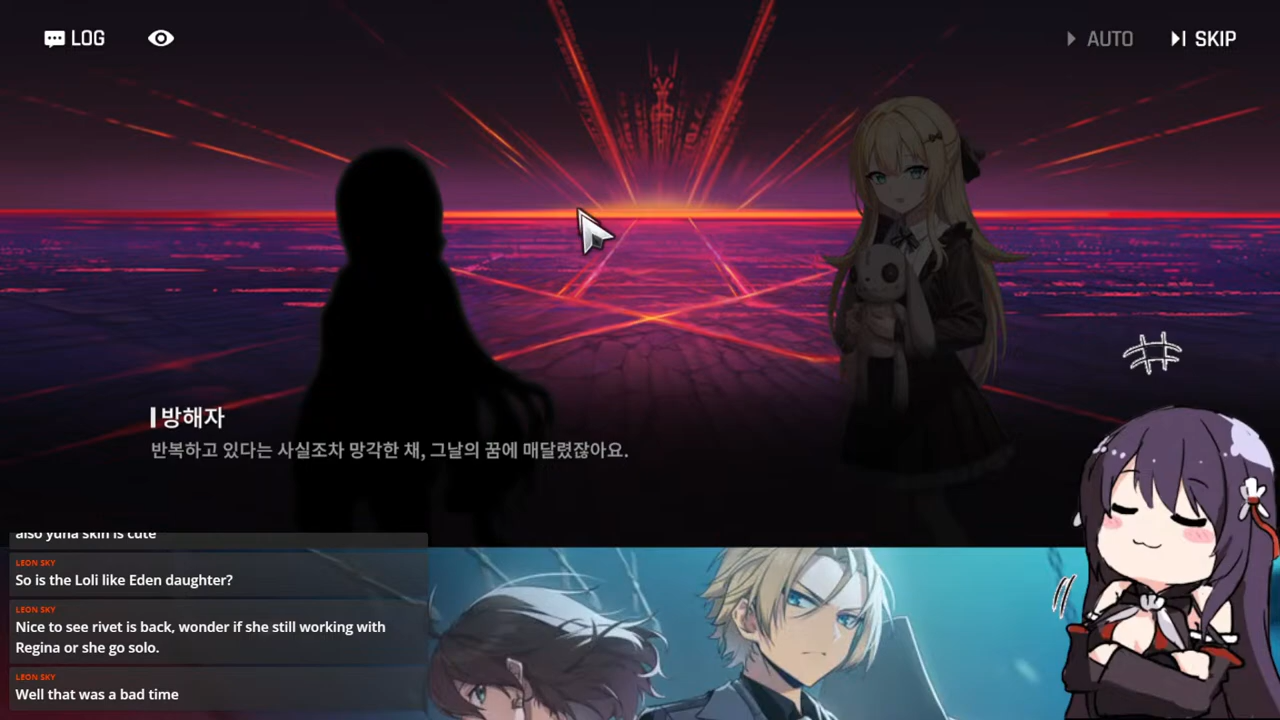 LOG
AUTO
SKIP
방해자
반복하고 있다는 사실조차 망각한 채, 그날의 꿈에 매달렸잖아요.
also yuna skin is cute
LEON SKY
So is the Loli like Eden daughter?
LEON SKY
Nice to see rivet is back, wonder if she still working with
Regina or she go solo.
LEON SKY
Well that was a bad time